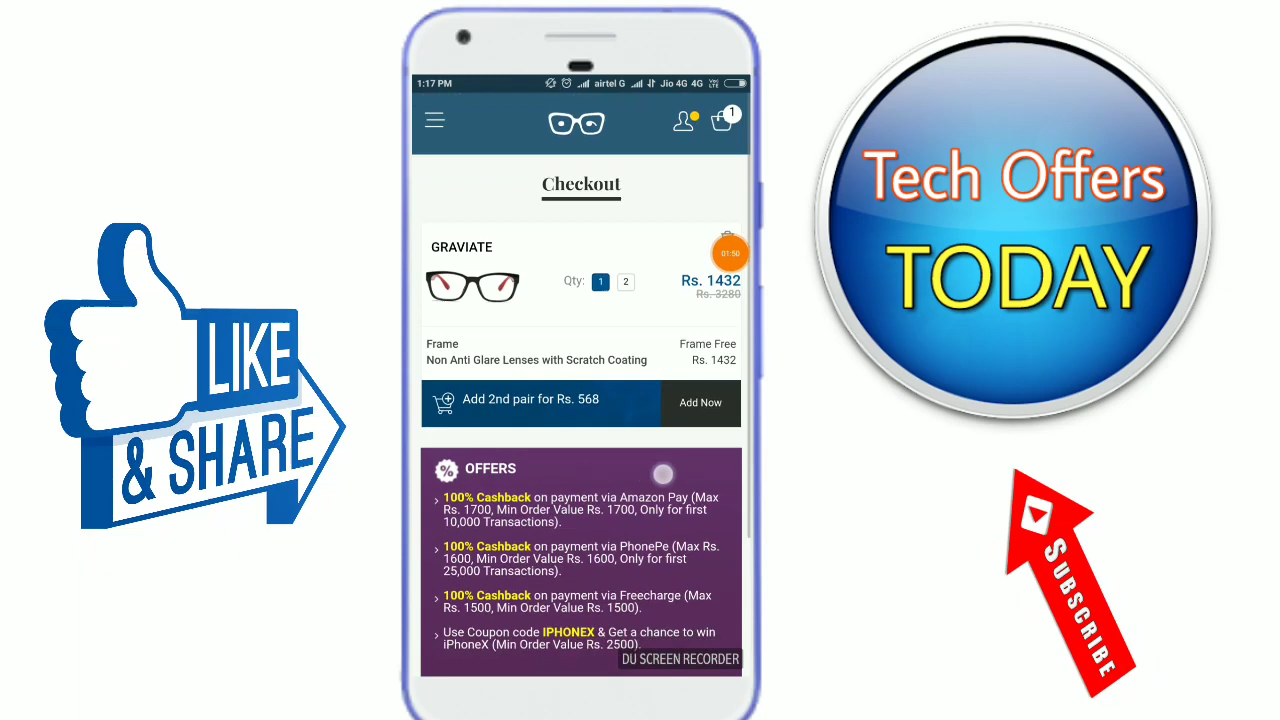 1:17 PM airtel G Jio 4G 4G VoLTE
1
Checkout
GRAVIATE
01:50
Qty: 1 2 Rs. 1432
Rs. 3280
Frame Frame Free
Non Anti Glare Lenses with Scratch Coating Rs. 1432
Add 2nd pair for Rs. 568 Add Now
% OFFERS
100% Cashback on payment via Amazon Pay (Max
Rs. 1700, Min Order Value Rs. 1700, Only for first
10,000 Transactions).
100% Cashback on payment via PhonePe (Max Rs.
1600, Min Order Value Rs. 1600, Only for first
25,000 Transactions).
100% Cashback on payment via Freecharge (Max
Rs. 1500, Min Order Value Rs. 1500).
Use Coupon code IPHONEX & Get a chance to win
iPhoneX (Min Order Value Rs. 2500).
DU SCREEN RECORDER
LIKE
& SHARE
Tech Offers
TODAY
SUBSCRIBE